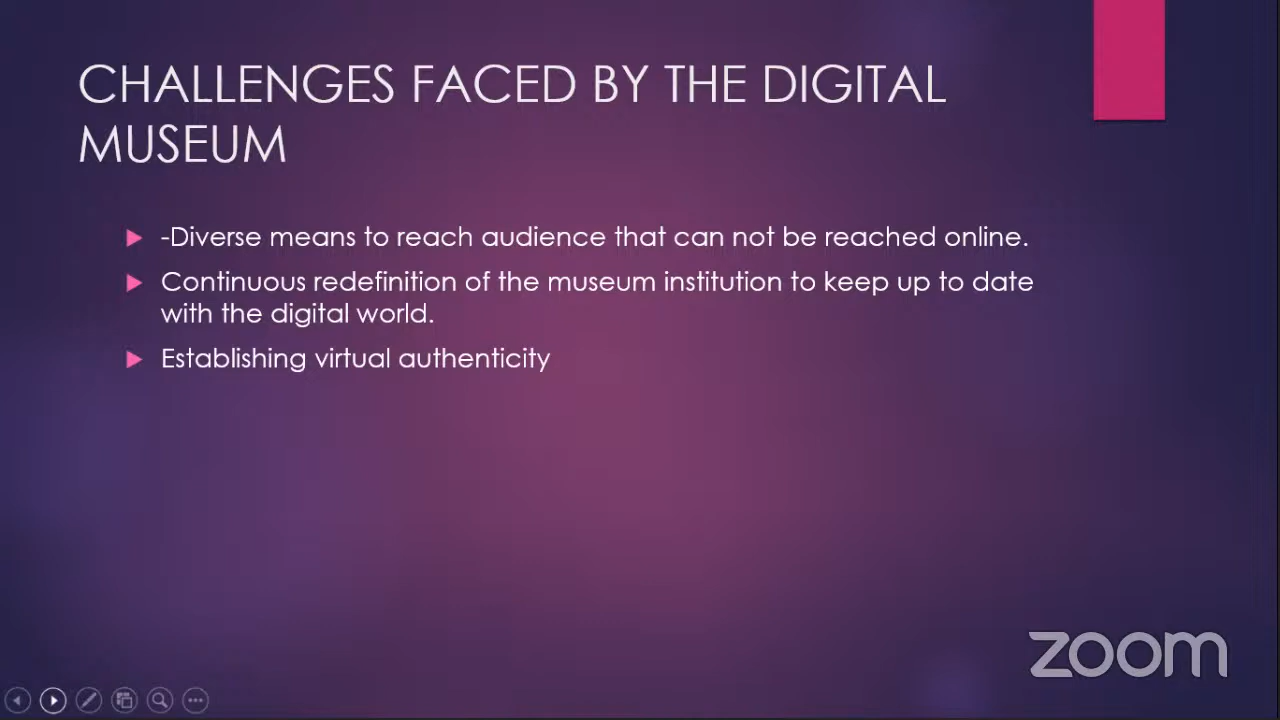 CHALLENGES FACED BY THE DIGITAL
MUSEUM
-Diverse means to reach audience that can not be reached online.
Continuous redefinition of the museum institution to keep up to date
with the digital world.
Establishing virtual authenticity
zoom